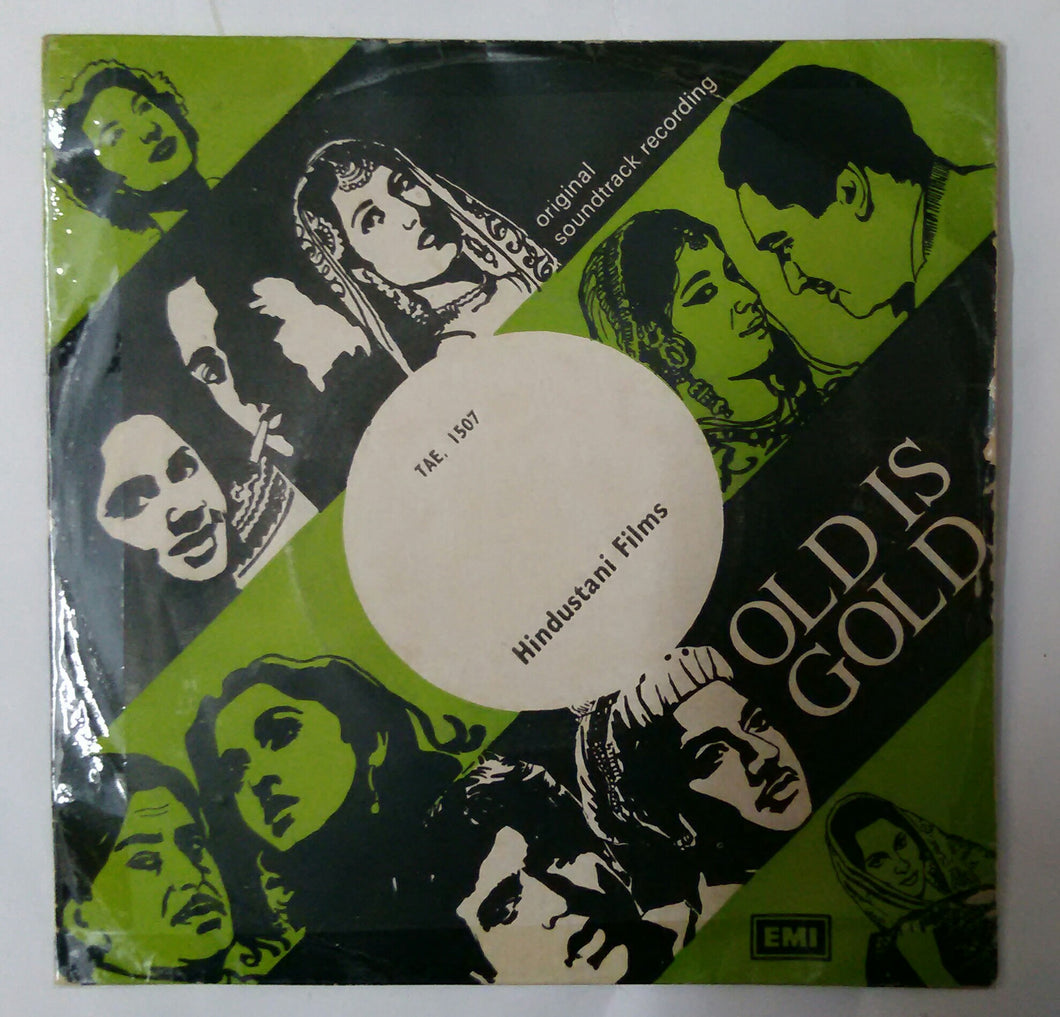 original
soundtrack recording
TAE. 1507
Hindustani Films
OLD IS
GOLD
EMI